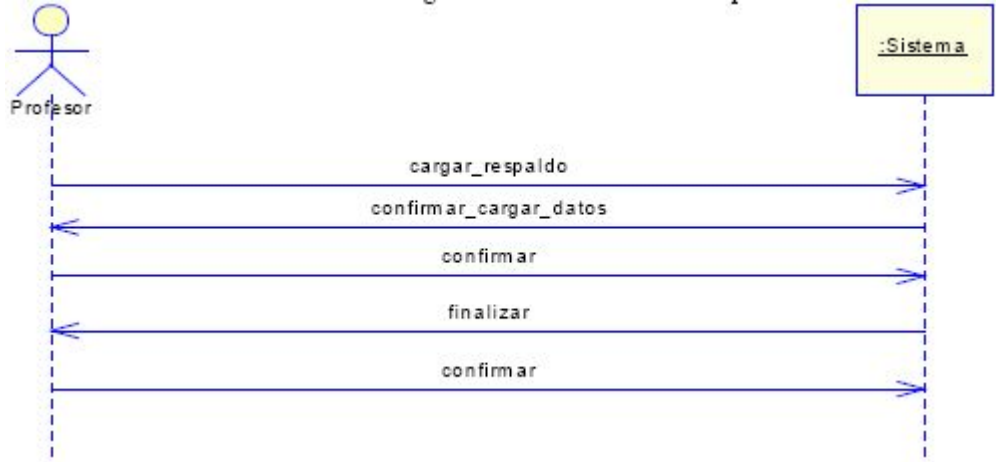 :Sistema
Profesor
cargar_respaldo
confirmar_cargar_datos
confirmar
finalizar
confirmar